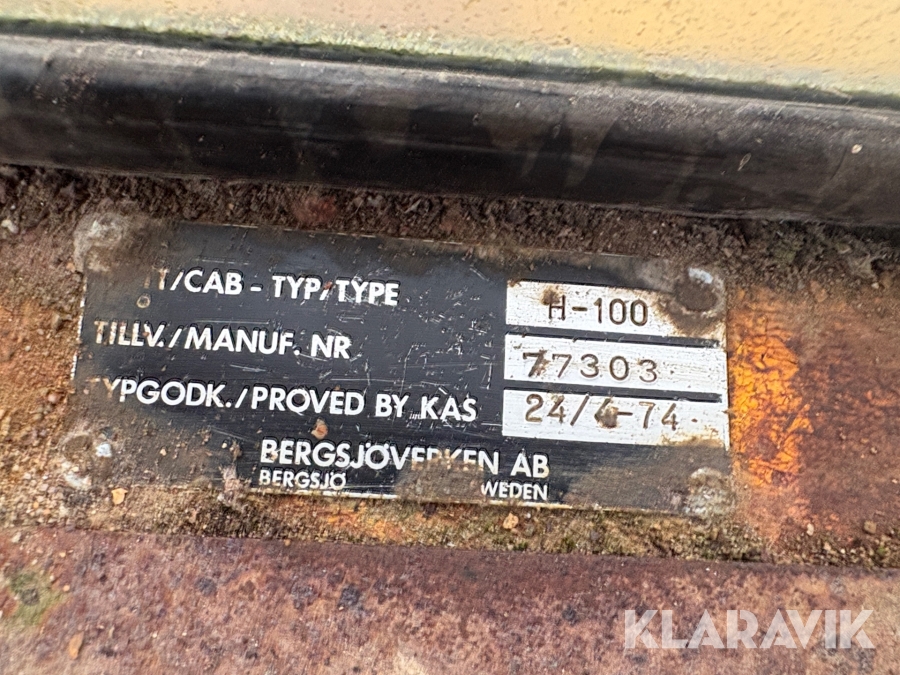 T/CAB - TYP/TYPE H-100
TILLV./MANUF. NR 77303
TYPGODK./PROVED BY KAS 24/4-74
BERGSJÖVERKEN AB
BERGSJÖ WEDEN
KLARAVIK